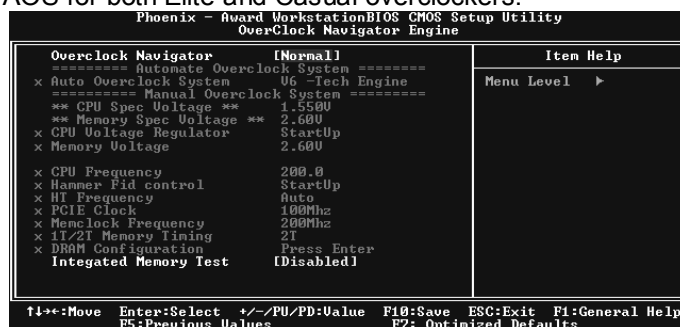 AOS for both Elite and Casual overclockers.
Phoenix - Award WorkstationBIOS CMOS Setup Utility
OverClock Navigator Engine
Overclock Navigator [Normal] Item Help
========= Automate Overclock System ========
x Auto Overclock System V6 -Tech Engine Menu Level ▶
========== Manual Overclock System =========
** CPU Spec Voltage ** 1.550V
** Memory Spec Voltage ** 2.60V
x CPU Voltage Regulator StartUp
x Memory Voltage 2.60V
x CPU Frequency 200.0
x Hammer Fid control StartUp
x HT Frequency Auto
x PCIE Clock 100Mhz
x Memclock Frequency 200Mhz
x 1T/2T Memory Timing 2T
x DRAM Configuration Press Enter
Integated Memory Test [Disabled]
↑↓→←:Move Enter:Select +/-/PU/PD:Value F10:Save ESC:Exit F1:General Help
F5:Previous Values F7: Optimized Defaults